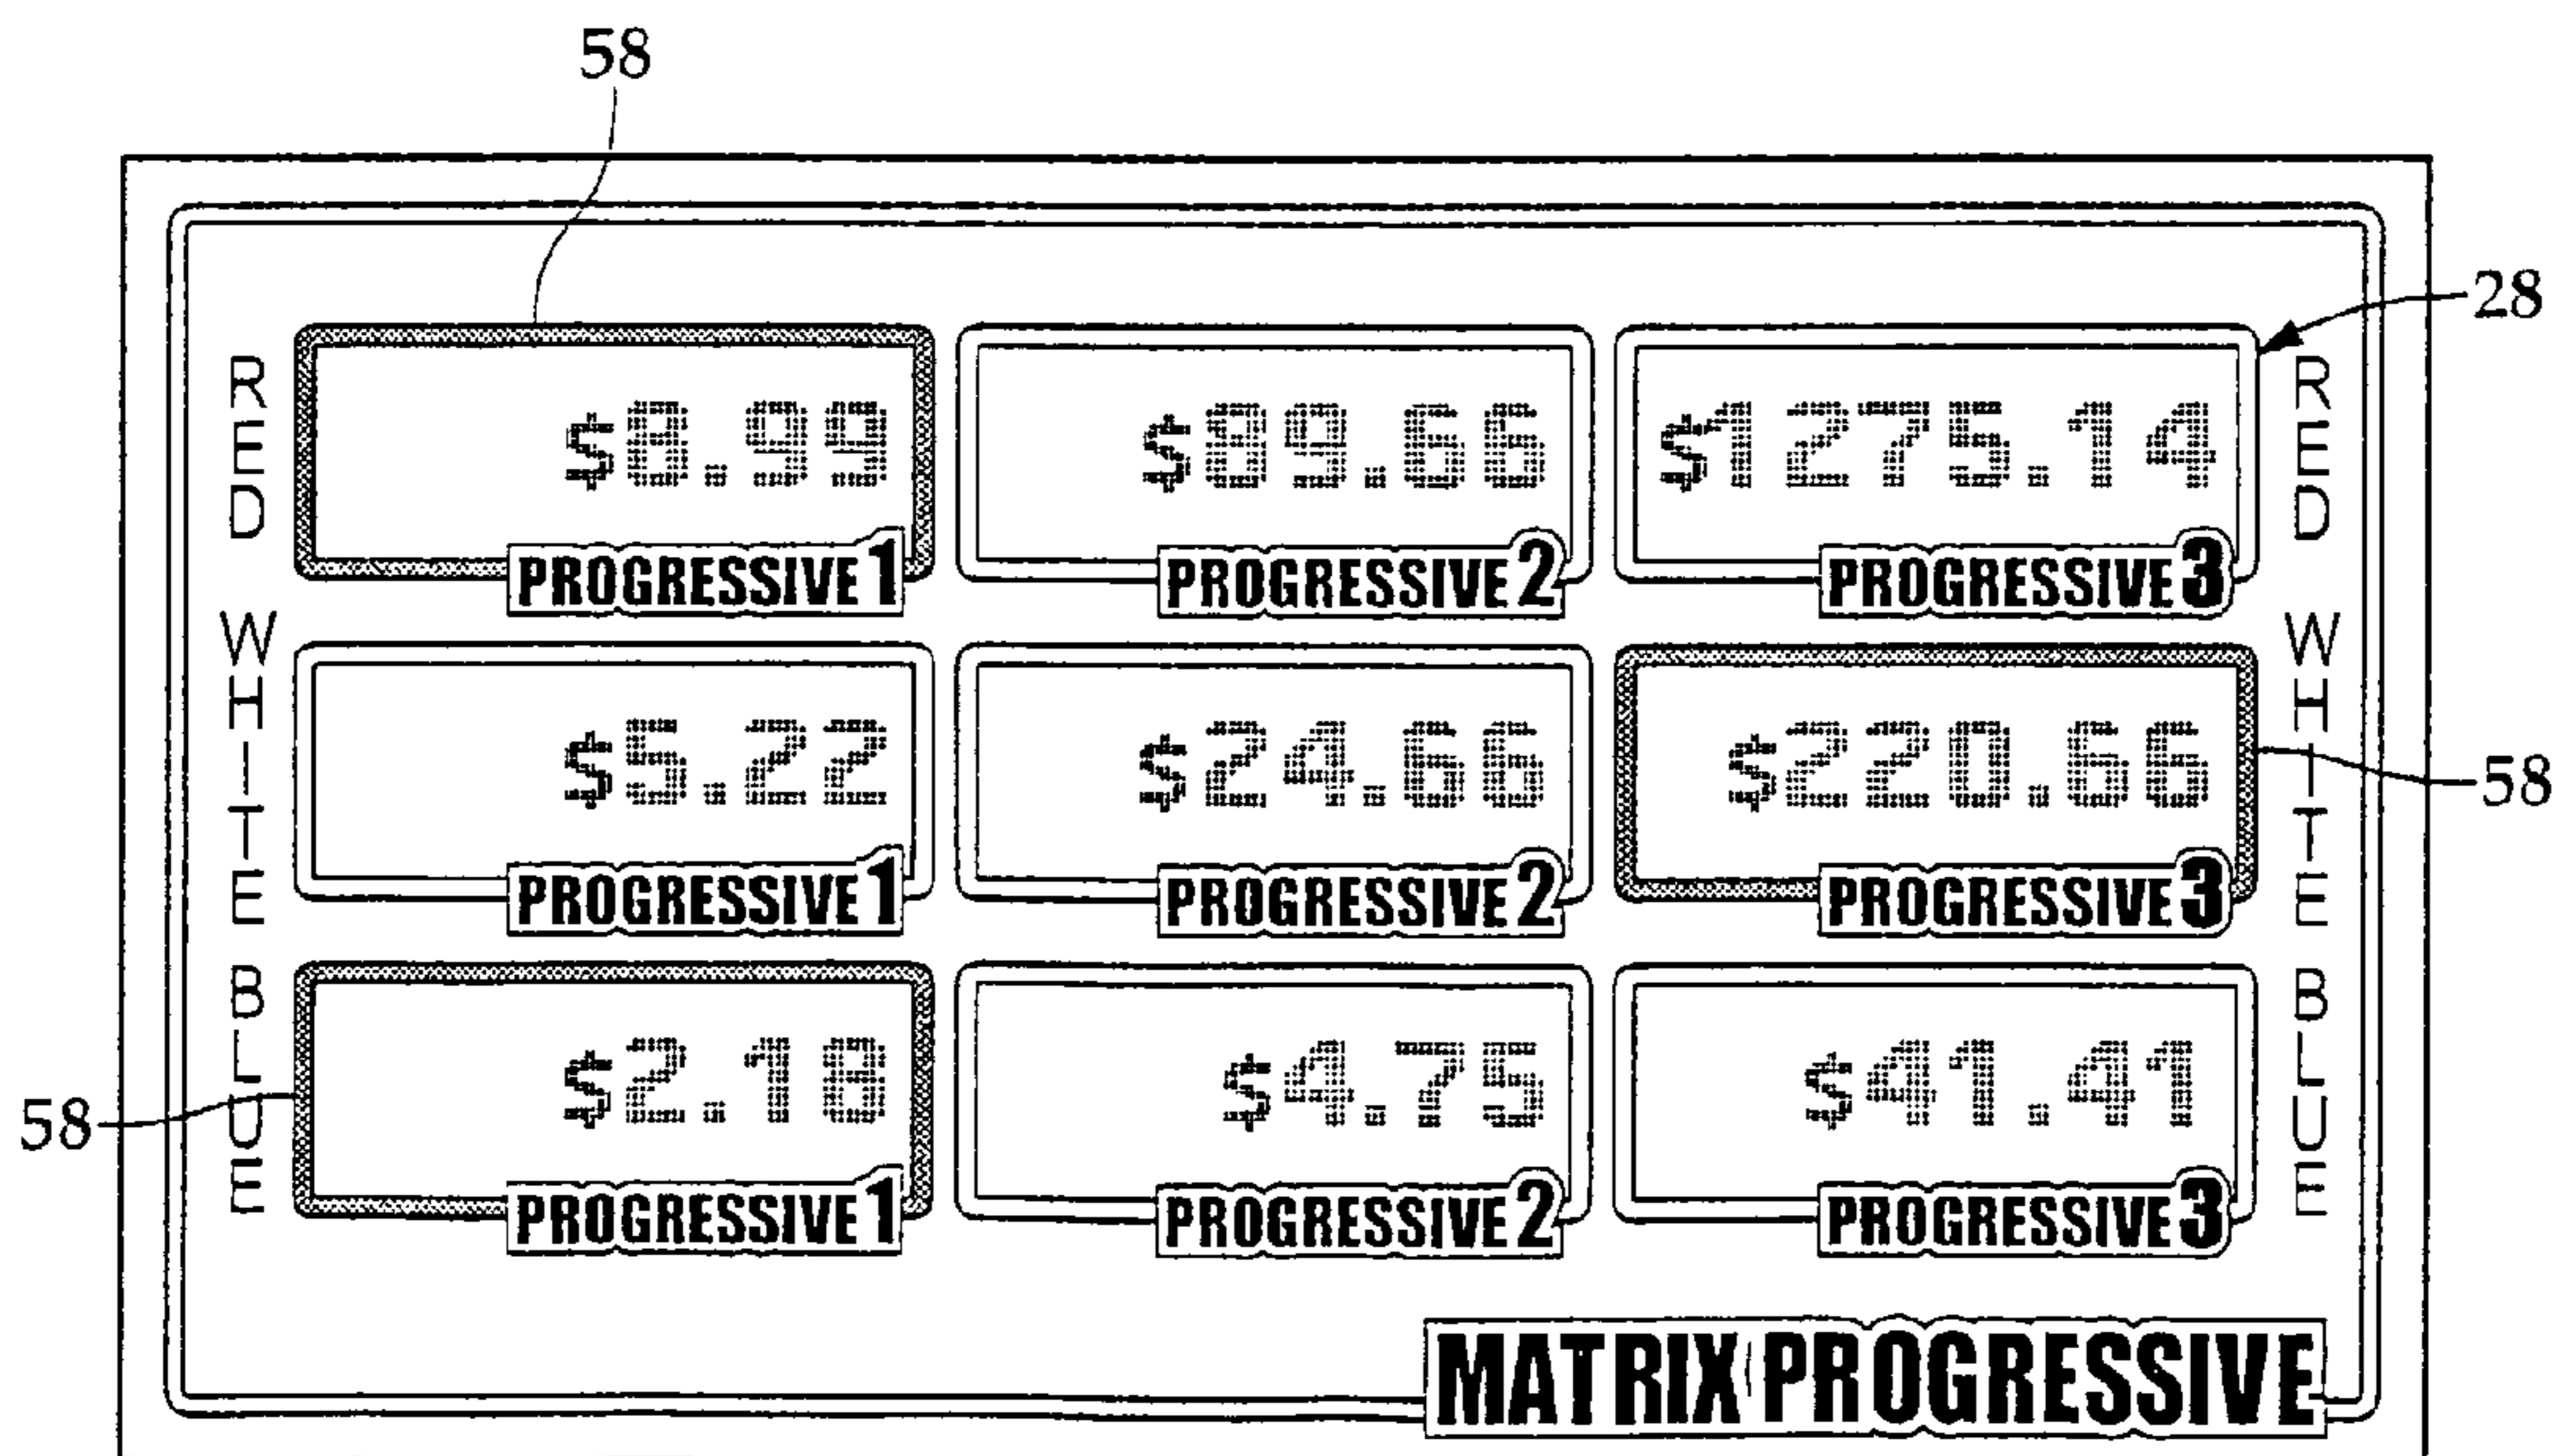 58
28
RED
$8.99
$89.66
$1275.14
RED
PROGRESSIVE 1
PROGRESSIVE 2
PROGRESSIVE 3
WHITE
$5.22
$24.66
$220.66
WHITE
58
PROGRESSIVE 1
PROGRESSIVE 2
PROGRESSIVE 3
BLUE
$2.18
$4.75
$41.41
BLUE
58
PROGRESSIVE 1
PROGRESSIVE 2
PROGRESSIVE 3
MATRIX PROGRESSIVE